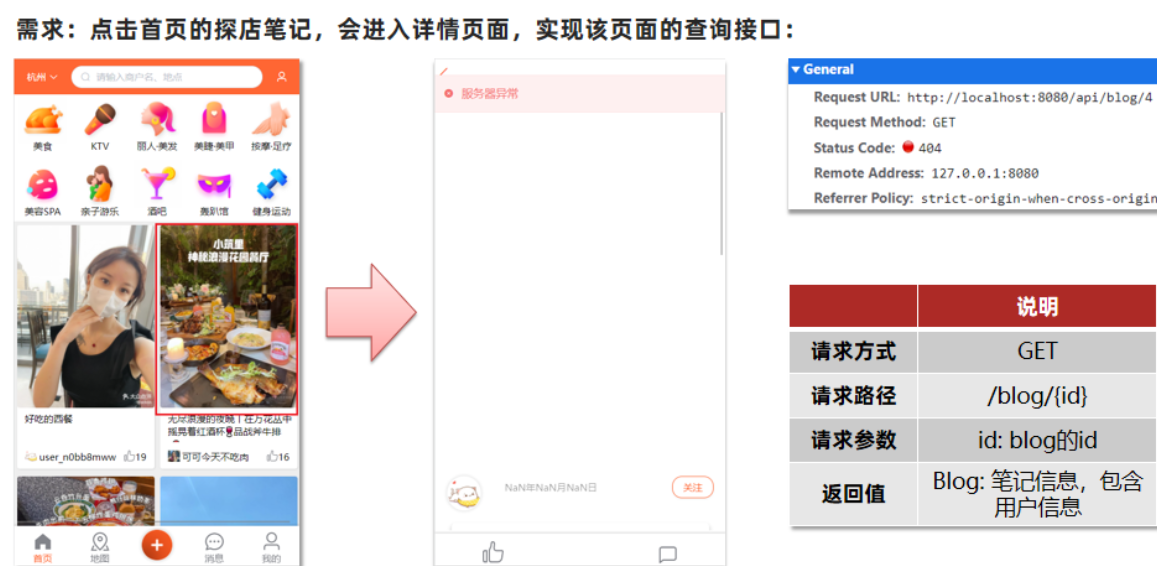 需求：点击首页的探店笔记，会进入详情页面，实现该页面的查询接口：
杭州
请输入商户名、地点
美食
KTV
丽人·美发
美睫·美甲
按摩·足疗
美容SPA
亲子游乐
酒吧
轰趴馆
健身运动
小筑里
神秘浪漫花园餐厅
好吃的西餐
user_n0bb8mww
19
无尽浪漫的夜晚丨在万花丛中
摇晃着红酒杯🍷品战斧牛排
可可今天不吃肉
16
首页
地图
消息
我的
服务器异常
NaN年NaN月NaN日
关注
General
Request URL: http://localhost:8080/api/blog/4
Request Method: GET
Status Code: 404
Remote Address: 127.0.0.1:8080
Referrer Policy: strict-origin-when-cross-origin
说明
请求方式
GET
请求路径
/blog/{id}
请求参数
id: blog的id
返回值
Blog: 笔记信息，包含
用户信息